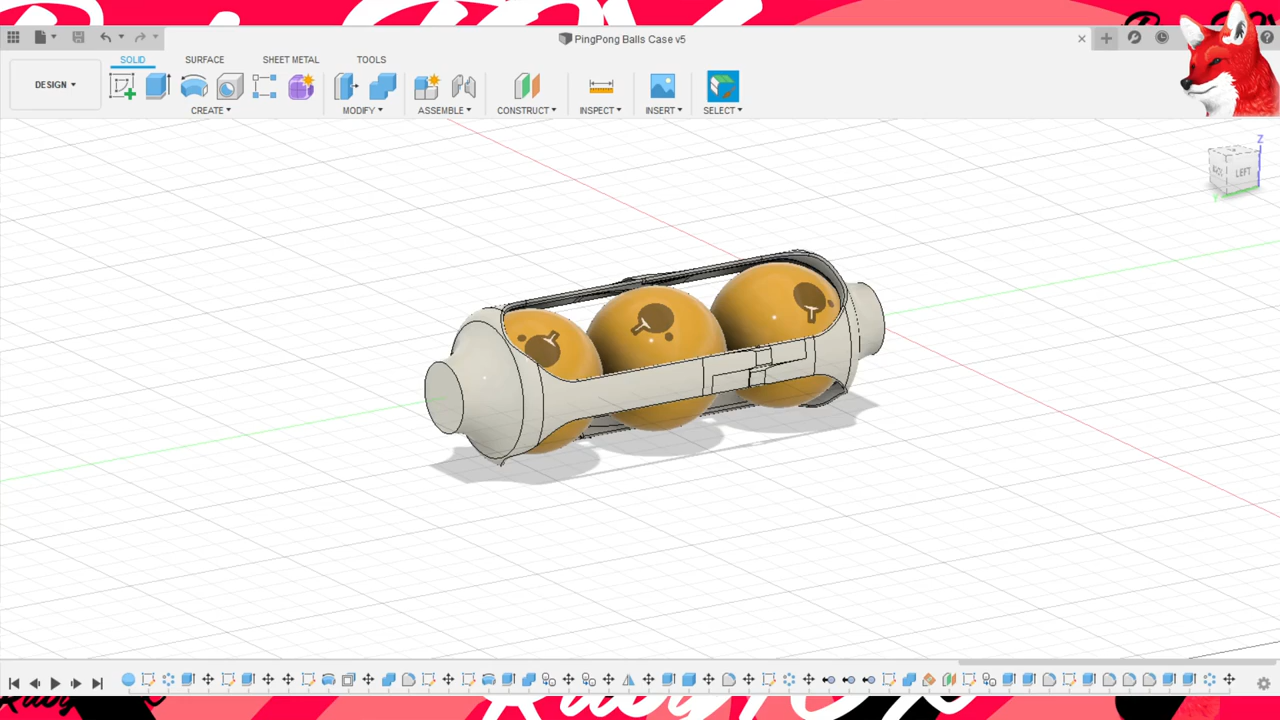 PingPong Balls Case v5
SOLID SURFACE SHEET METAL TOOLS
DESIGN
CREATE MODIFY ASSEMBLE CONSTRUCT INSPECT INSERT SELECT
Z
LEFT
Y